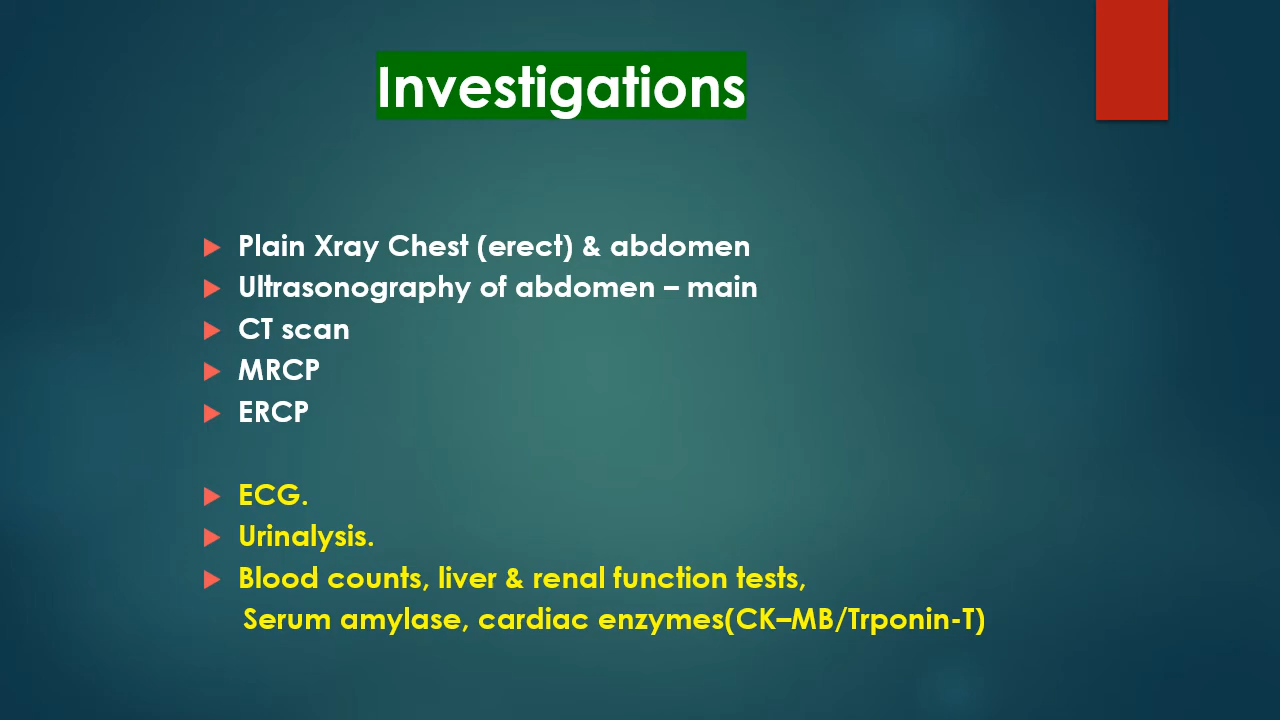 Investigations
Plain Xray Chest (erect) & abdomen
Ultrasonography of abdomen – main
CT scan
MRCP
ERCP
ECG.
Urinalysis.
Blood counts, liver & renal function tests,
Serum amylase, cardiac enzymes(CK–MB/Trponin-T)